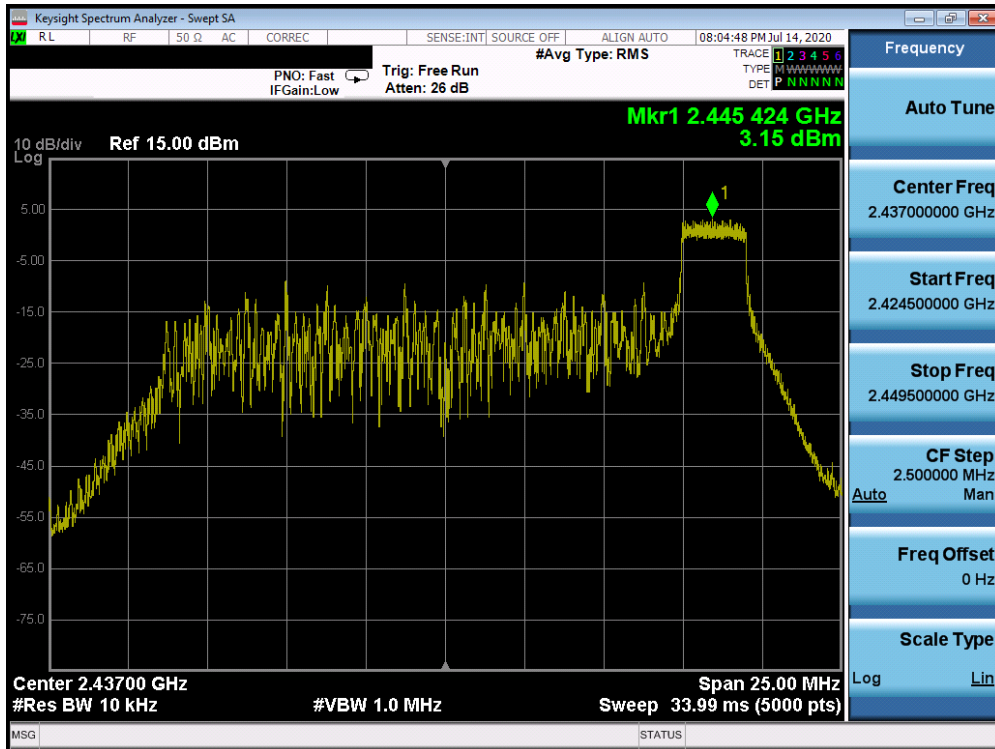 Keysight Spectrum Analyzer - Swept SA
LXI RL RF 50 Ω AC CORREC SENSE:INT SOURCE OFF ALIGN AUTO 08:04:48 PM Jul 14, 2020
#Avg Type: RMS
TRACE 1 2 3 4 5 6
PNO: Fast Trig: Free Run
TYPE M W W W W W
IFGain:Low Atten: 26 dB
DET P N N N N N
Mkr1 2.445 424 GHz
3.15 dBm
10 dB/div Ref 15.00 dBm
Log
1
5.00
-5.00
-15.0
-25.0
-35.0
-45.0
-55.0
-65.0
-75.0
Center 2.43700 GHz Span 25.00 MHz
#Res BW 10 kHz #VBW 1.0 MHz Sweep 33.99 ms (5000 pts)
MSG STATUS
Frequency
Auto Tune
Center Freq
2.437000000 GHz
Start Freq
2.424500000 GHz
Stop Freq
2.449500000 GHz
CF Step
2.500000 MHz
Auto Man
Freq Offset
0 Hz
Scale Type
Log Lin